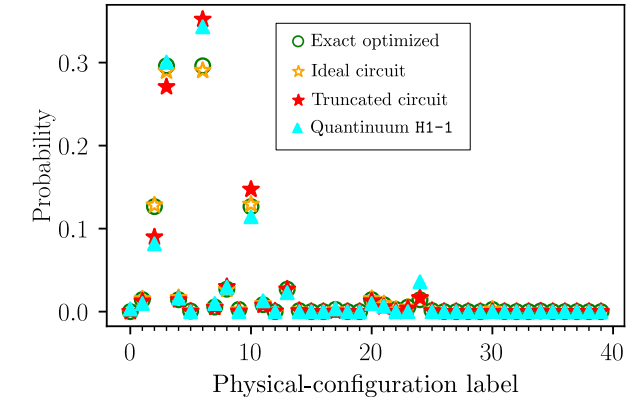 Probability
0.3
0.2
0.1
0.0
Exact optimized
Ideal circuit
Truncated circuit
Quantinuum H1-1
0 10 20 30 40
Physical-configuration label